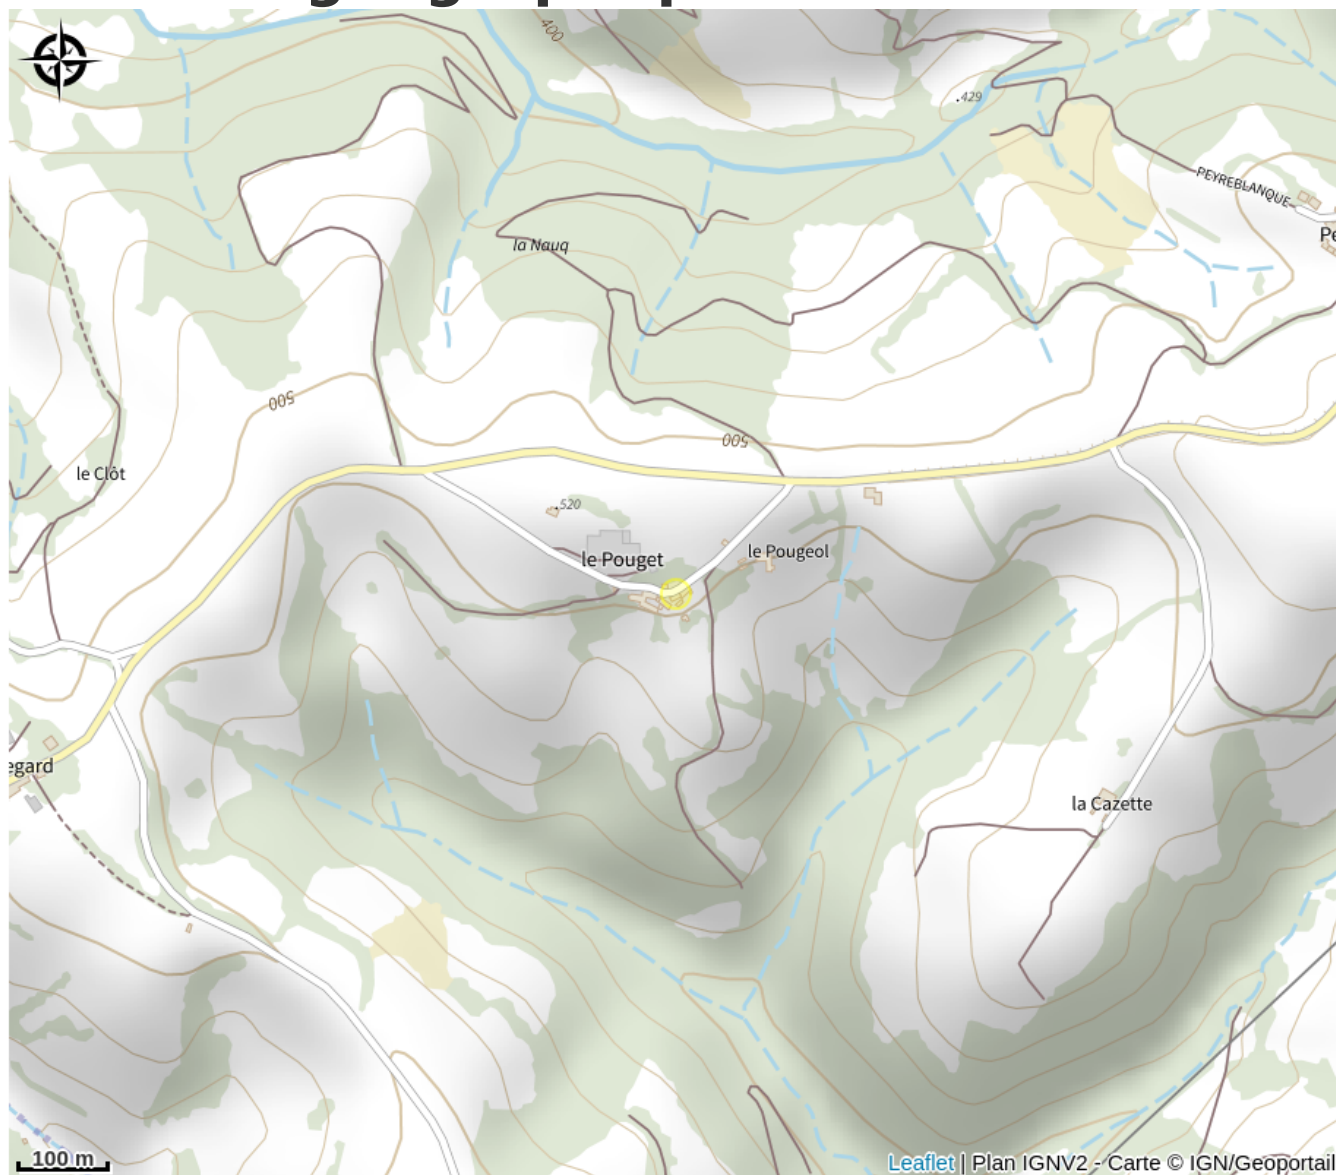 400
.429
PEYREBLANQUE
Pe
la Nauq
500
500
le Clôt
.520
le Pouget
le Pougeol
egard
la Cazette
100 m
Leaflet | Plan IGNV2 - Carte © IGN/Geoportail